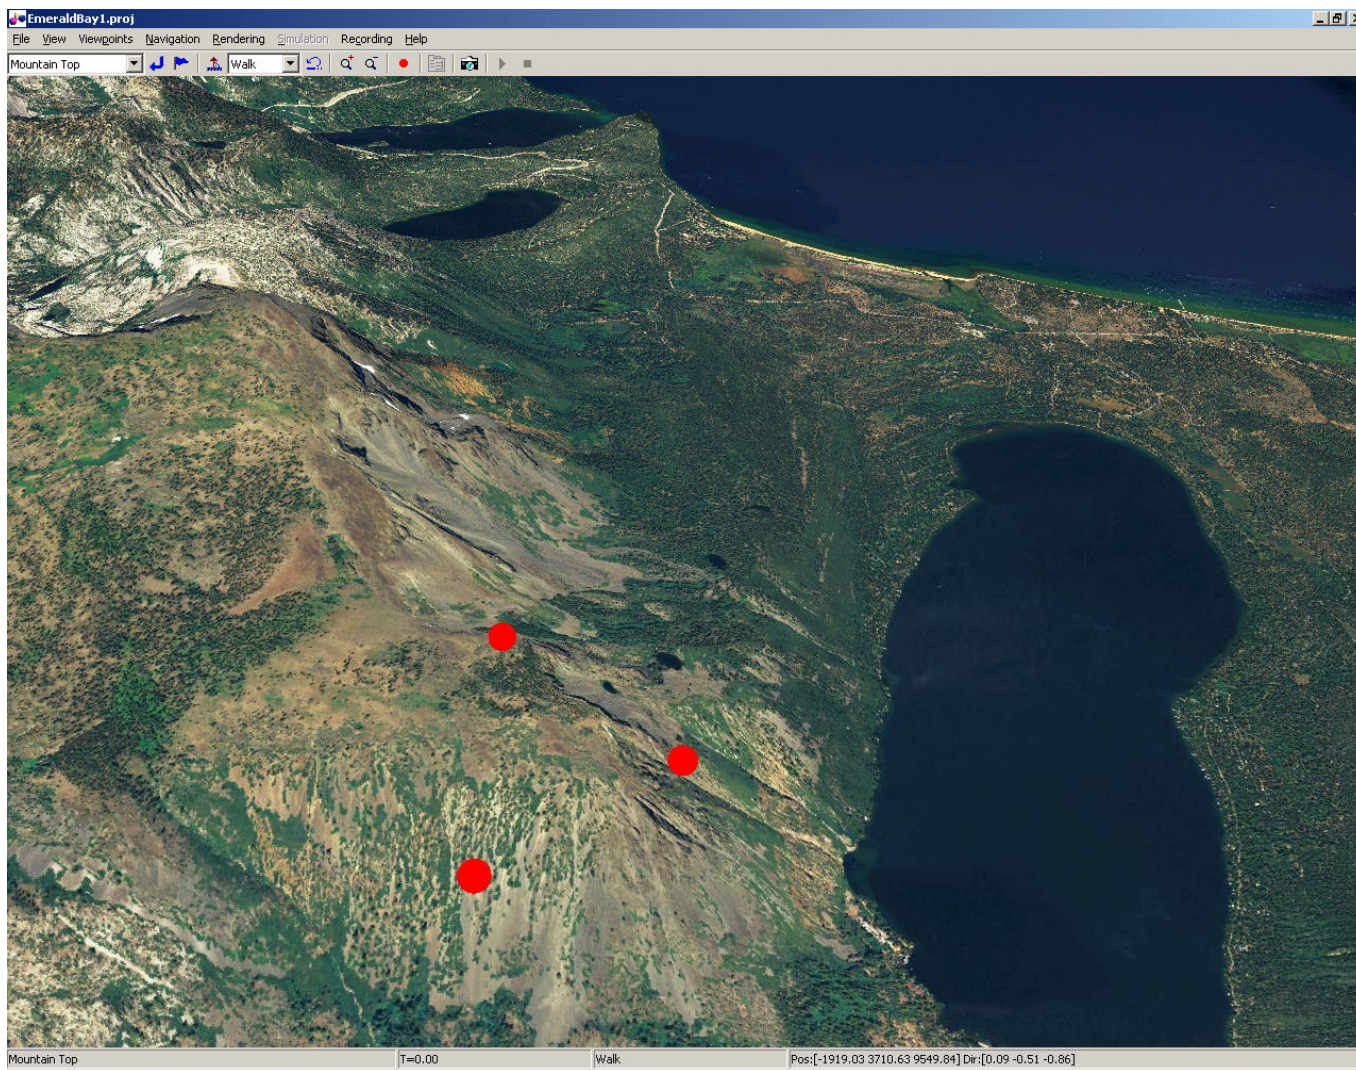 EmeraldBay1.proj
File View Viewpoints Navigation Rendering Simulation Recording Help
Mountain Top Walk
Mountain Top T=0.00 Walk Pos:[-1919.03 3710.63 9549.84] Dir:[0.09 -0.51 -0.86]